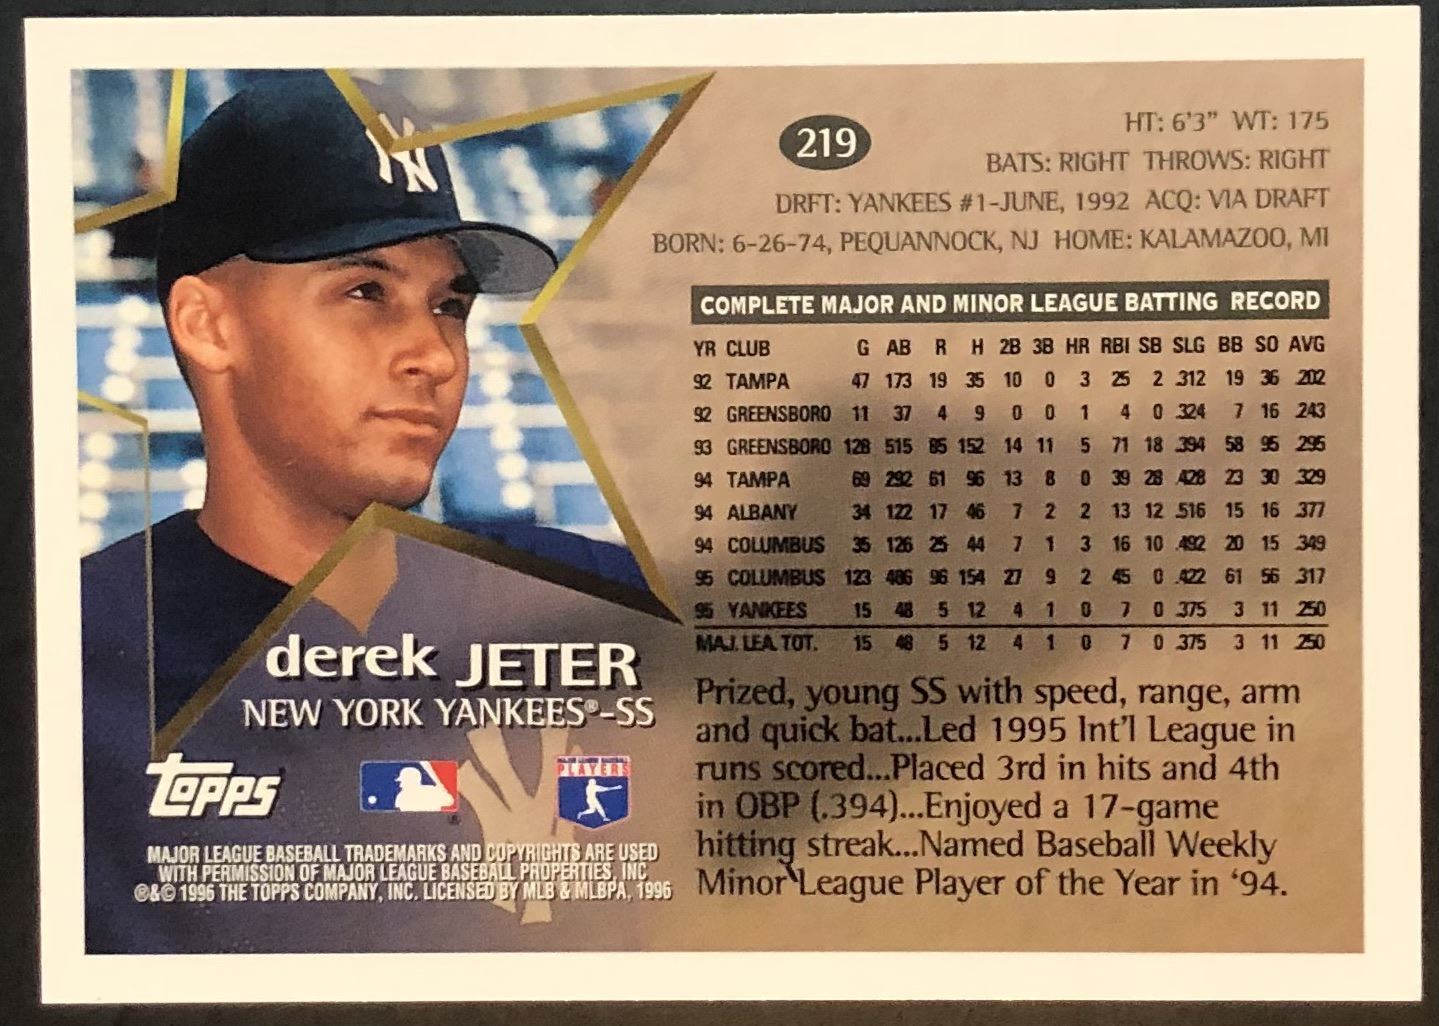 219
HT: 6'3" WT: 175
BATS: RIGHT THROWS: RIGHT
DRFT: YANKEES #1-JUNE, 1992 ACQ: VIA DRAFT
BORN: 6-26-74, PEQUANNOCK, NJ HOME: KALAMAZOO, MI
COMPLETE MAJOR AND MINOR LEAGUE BATTING RECORD
YR CLUB G AB R H 2B 3B HR RBI SB SLG BB SO AVG
92 TAMPA 47 173 19 35 10 0 3 25 2 .312 19 36 .202
92 GREENSBORO 11 37 4 9 0 0 1 4 0 .324 7 16 .243
93 GREENSBORO 128 515 85 152 14 11 5 71 18 .394 58 95 .295
94 TAMPA 69 292 61 96 13 8 0 39 28 .428 23 30 .329
94 ALBANY 34 122 17 46 7 2 2 13 12 .516 15 16 .377
94 COLUMBUS 35 126 25 44 7 1 3 16 10 .492 20 15 .349
95 COLUMBUS 123 486 96 154 27 9 2 45 0 .422 61 56 .317
95 YANKEES 15 48 5 12 4 1 0 7 0 .375 3 11 .250
MAJ. LEA. TOT. 15 48 5 12 4 1 0 7 0 .375 3 11 .250
Prized, young SS with speed, range, arm
and quick bat...Led 1995 Int'l League in
runs scored...Placed 3rd in hits and 4th
in OBP (.394)...Enjoyed a 17-game
hitting streak...Named Baseball Weekly
Minor League Player of the Year in '94.
NY
derek JETER
NEW YORK YANKEES®-SS
Topps
MAJOR LEAGUE BASEBALL
PLAYERS
MAJOR LEAGUE BASEBALL TRADEMARKS AND COPYRIGHTS ARE USED
WITH PERMISSION OF MAJOR LEAGUE BASEBALL PROPERTIES, INC
®&© 1996 THE TOPPS COMPANY, INC. LICENSED BY MLB & MLBPA, 1996